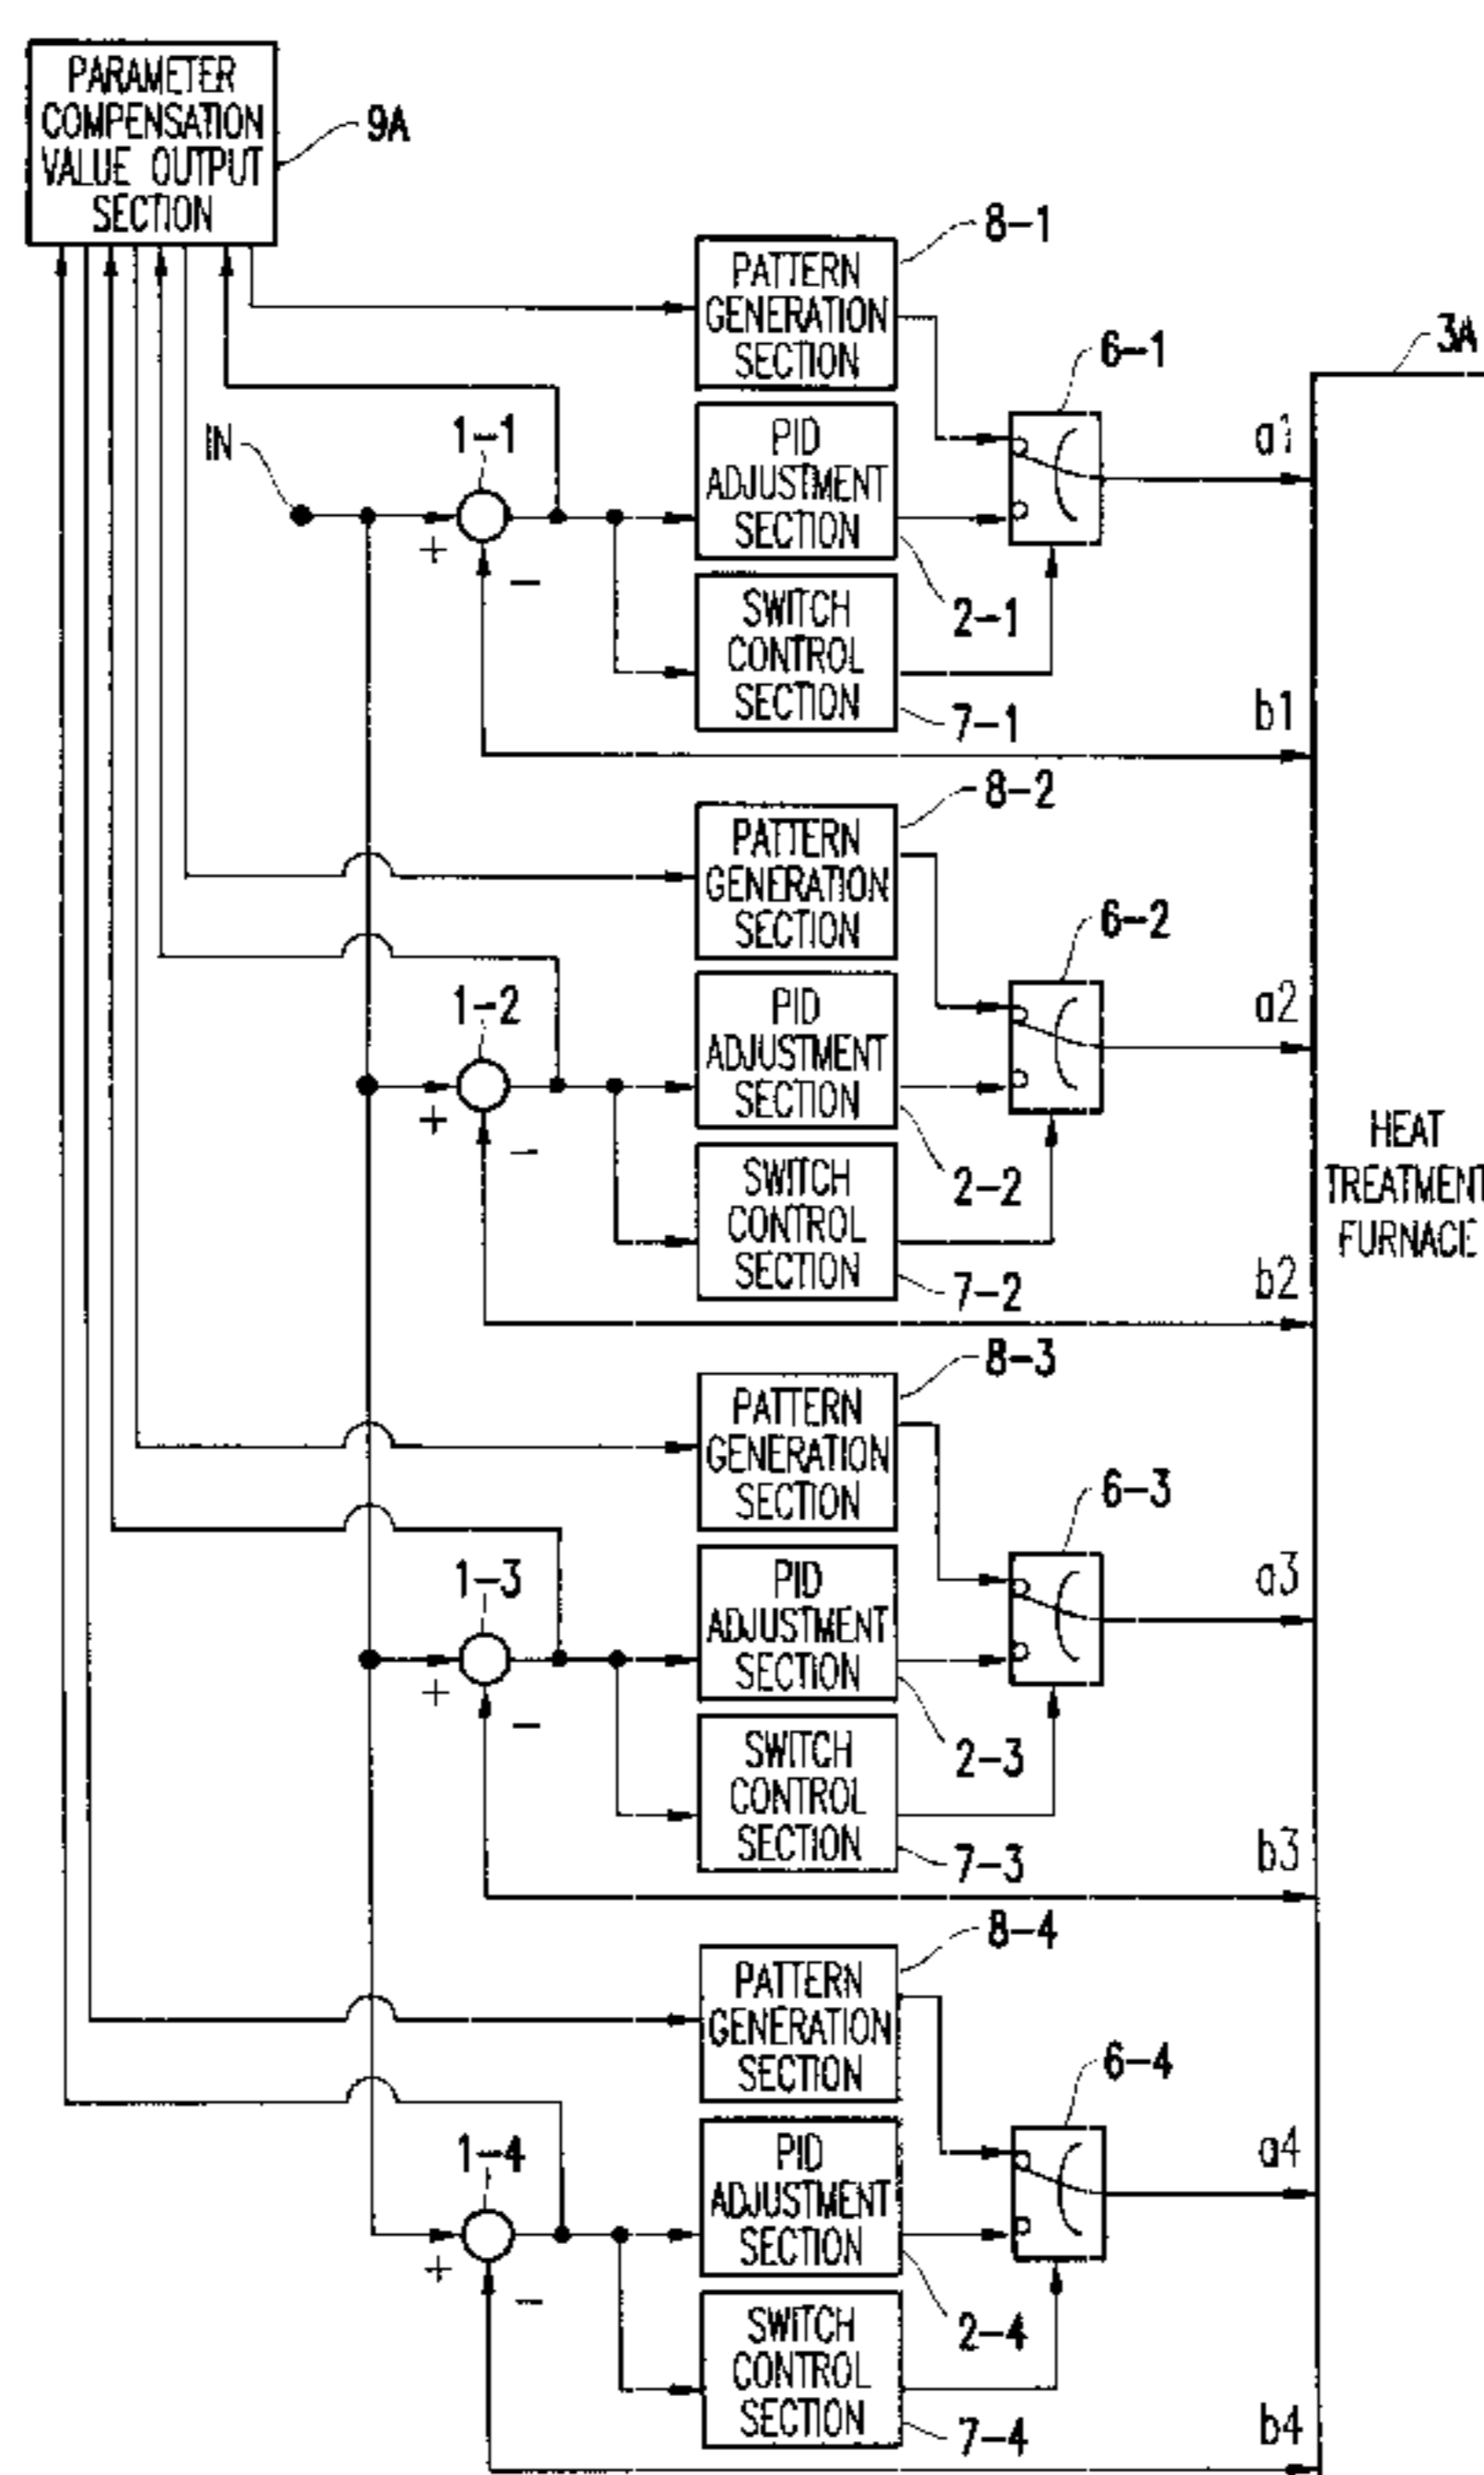 PARAMETER
COMPENSATION
VALUE OUTPUT
SECTION
9A
8-1
PATTERN
GENERATION
SECTION
6-1
3A
IN
1-1
PID
ADJUSTMENT
SECTION
a1
+
−
2-1
SWITCH
CONTROL
SECTION
7-1
b1
8-2
PATTERN
GENERATION
SECTION
6-2
1-2
PID
ADJUSTMENT
SECTION
a2
+
−
2-2
SWITCH
CONTROL
SECTION
7-2
HEAT
TREATMENT
FURNACE
b2
8-3
PATTERN
GENERATION
SECTION
6-3
1-3
PID
ADJUSTMENT
SECTION
a3
+
−
2-3
SWITCH
CONTROL
SECTION
7-3
b3
8-4
PATTERN
GENERATION
SECTION
6-4
1-4
PID
ADJUSTMENT
SECTION
a4
+
−
2-4
SWITCH
CONTROL
SECTION
7-4
b4